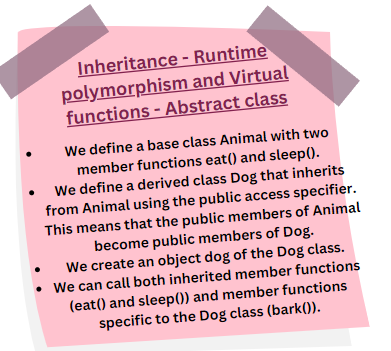 Inheritance - Runtime
polymorphism and Virtual
functions - Abstract class
• We define a base class Animal with two
member functions eat() and sleep().
• We define a derived class Dog that inherits
from Animal using the public access specifier.
This means that the public members of Animal
become public members of Dog.
• We create an object dog of the Dog class.
• We can call both inherited member functions
(eat() and sleep()) and member functions
specific to the Dog class (bark()).